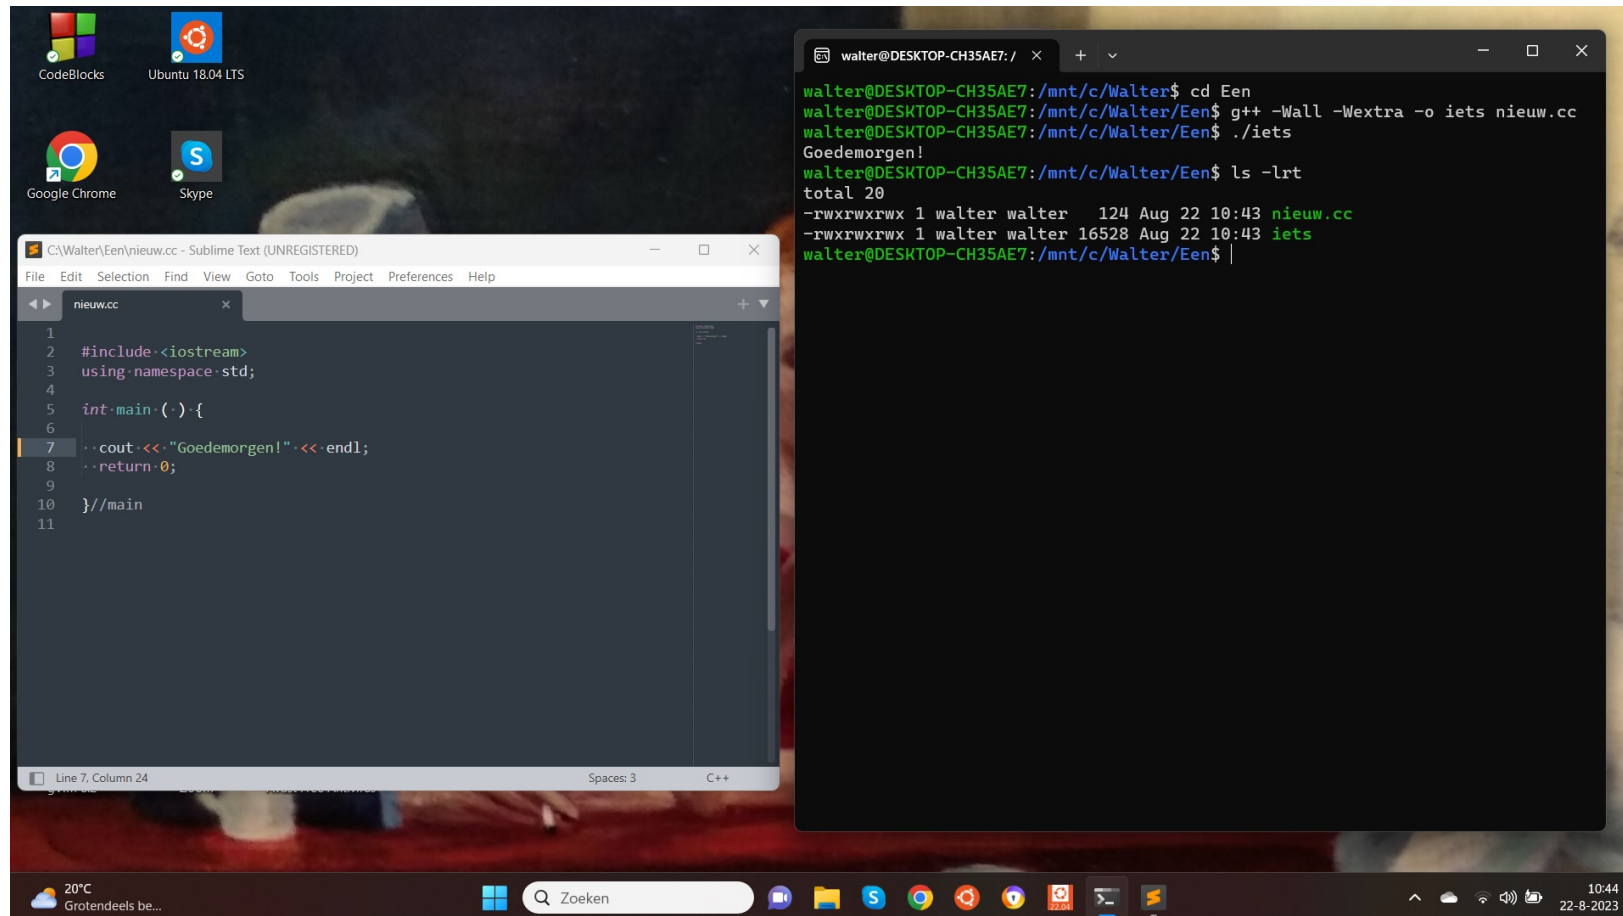 CodeBlocks
Ubuntu 18.04 LTS
Google Chrome
Skype
C:\Walter\Een\nieuw.cc - Sublime Text (UNREGISTERED)
File Edit Selection Find View Goto Tools Project Preferences Help
nieuw.cc
1
2 #include <iostream>
3 using namespace std;
4
5 int main ( ) {
6
7 cout << "Goedemorgen!" << endl;
8 return 0;
9
10 }//main
11
Line 7, Column 24 Spaces: 3 C++
walter@DESKTOP-CH35AE7: /
walter@DESKTOP-CH35AE7:/mnt/c/Walter$ cd Een
walter@DESKTOP-CH35AE7:/mnt/c/Walter/Een$ g++ -Wall -Wextra -o iets nieuw.cc
walter@DESKTOP-CH35AE7:/mnt/c/Walter/Een$ ./iets
Goedemorgen!
walter@DESKTOP-CH35AE7:/mnt/c/Walter/Een$ ls -lrt
total 20
-rwxrwxrwx 1 walter walter 124 Aug 22 10:43 nieuw.cc
-rwxrwxrwx 1 walter walter 16528 Aug 22 10:43 iets
walter@DESKTOP-CH35AE7:/mnt/c/Walter/Een$
20°C
Grotendeels be...
Zoeken
22.04
10:44
22-8-2023